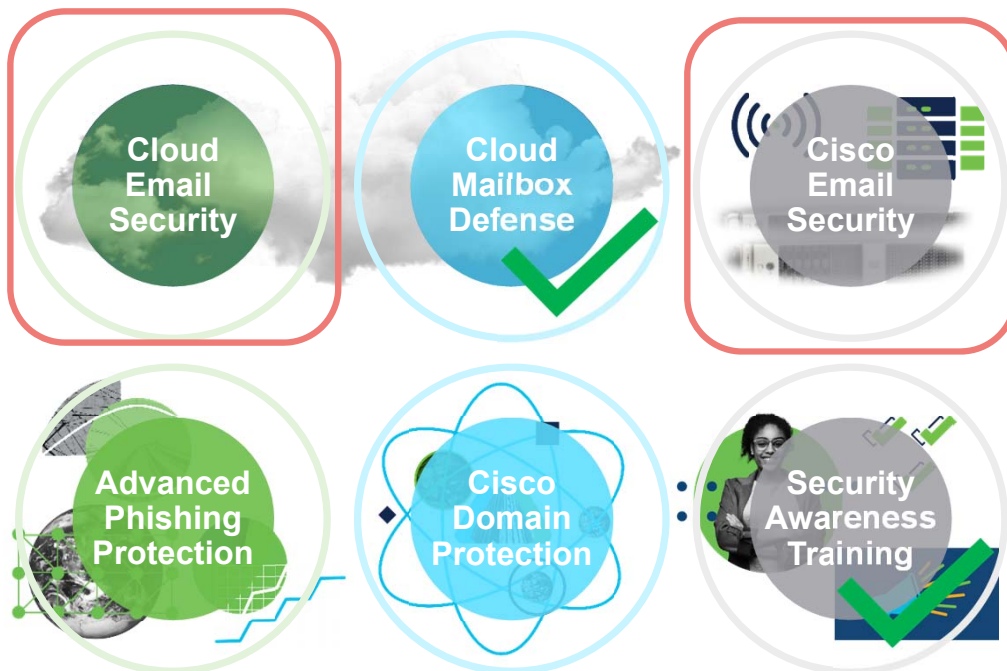 Cloud
Email
Security
Cloud
Mailbox
Defense
Cisco
Email
Security
Advanced
Phishing
Protection
Cisco
Domain
Protection
Security
Awareness
Training